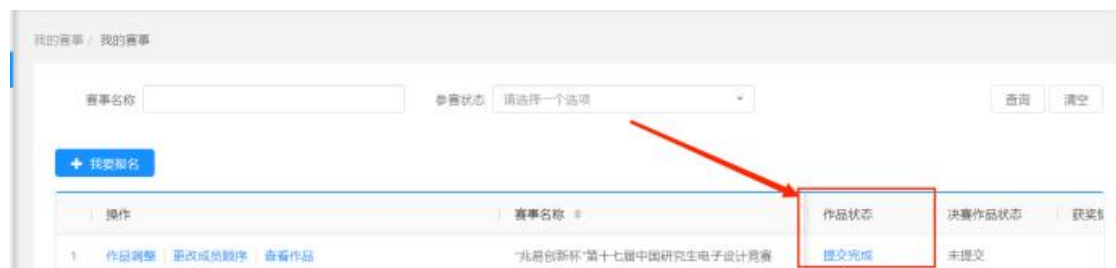 我的赛事 / 我的赛事
赛事名称 参赛状态 请选择一个选项 查询 清空
+ 我要报名
操作 赛事名称 作品状态 决赛作品状态 获奖
1 作品调整 更改成员顺序 查看作品 "兆易创新杯"第十七届中国研究生电子设计竞赛 提交完成 未提交